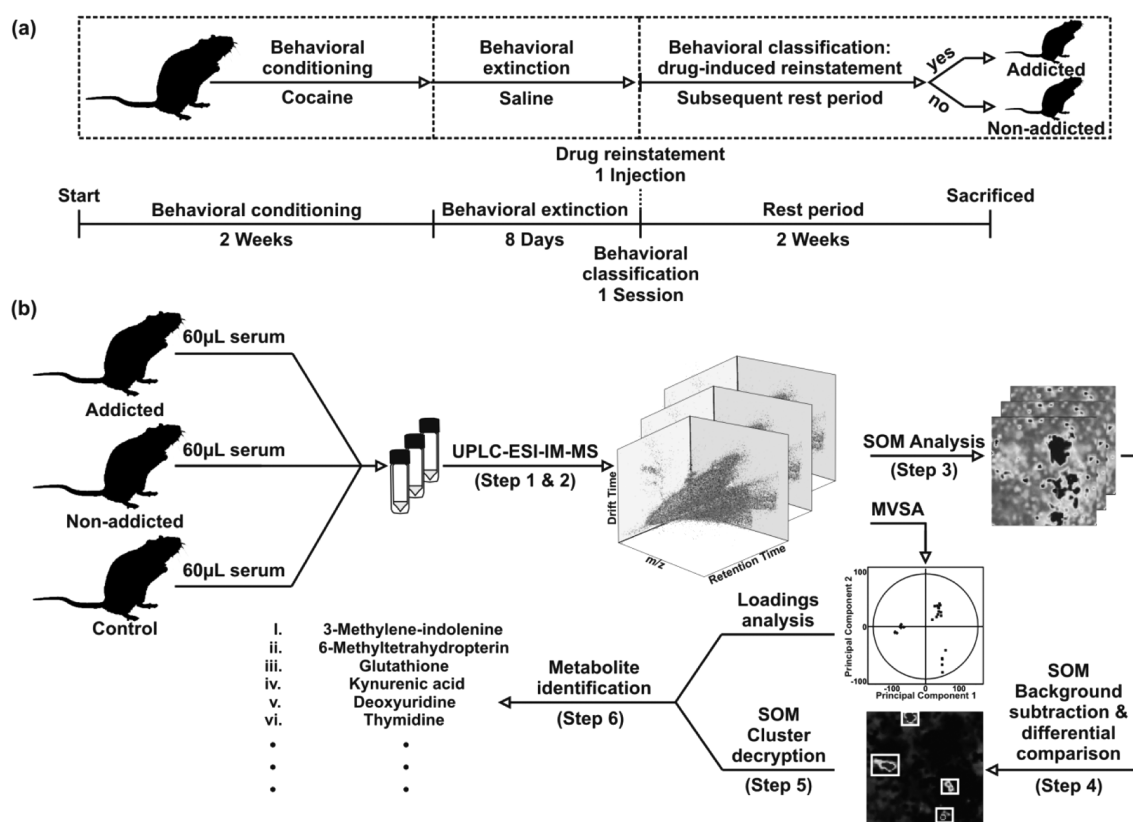 (a)
Behavioral
conditioning
Cocaine
Behavioral
extinction
Saline
Behavioral classification:
drug-induced reinstatement
Subsequent rest period
yes
no
Addicted
Non-addicted
Drug reinstatement
1 Injection
Start
Sacrificed
Behavioral conditioning
2 Weeks
Behavioral extinction
8 Days
Rest period
2 Weeks
Behavioral
classification
1 Session
(b)
60µL serum
Addicted
60µL serum
Non-addicted
60µL serum
Control
UPLC-ESI-IM-MS
(Step 1 & 2)
Drift Time
m/z
Retention Time
SOM Analysis
(Step 3)
MVSA
Principal Component 2
100
0
-100
-100
0
100
Principal Component 1
SOM
Background
subtraction &
differential
comparison
(Step 4)
Loadings
analysis
SOM
Cluster
decryption
(Step 5)
Metabolite
identification
(Step 6)
I. 3-Methylene-indolenine
ii. 6-Methyltetrahydropterin
iii. Glutathione
iv. Kynurenic acid
v. Deoxyuridine
vi. Thymidine
• •
• •
• •